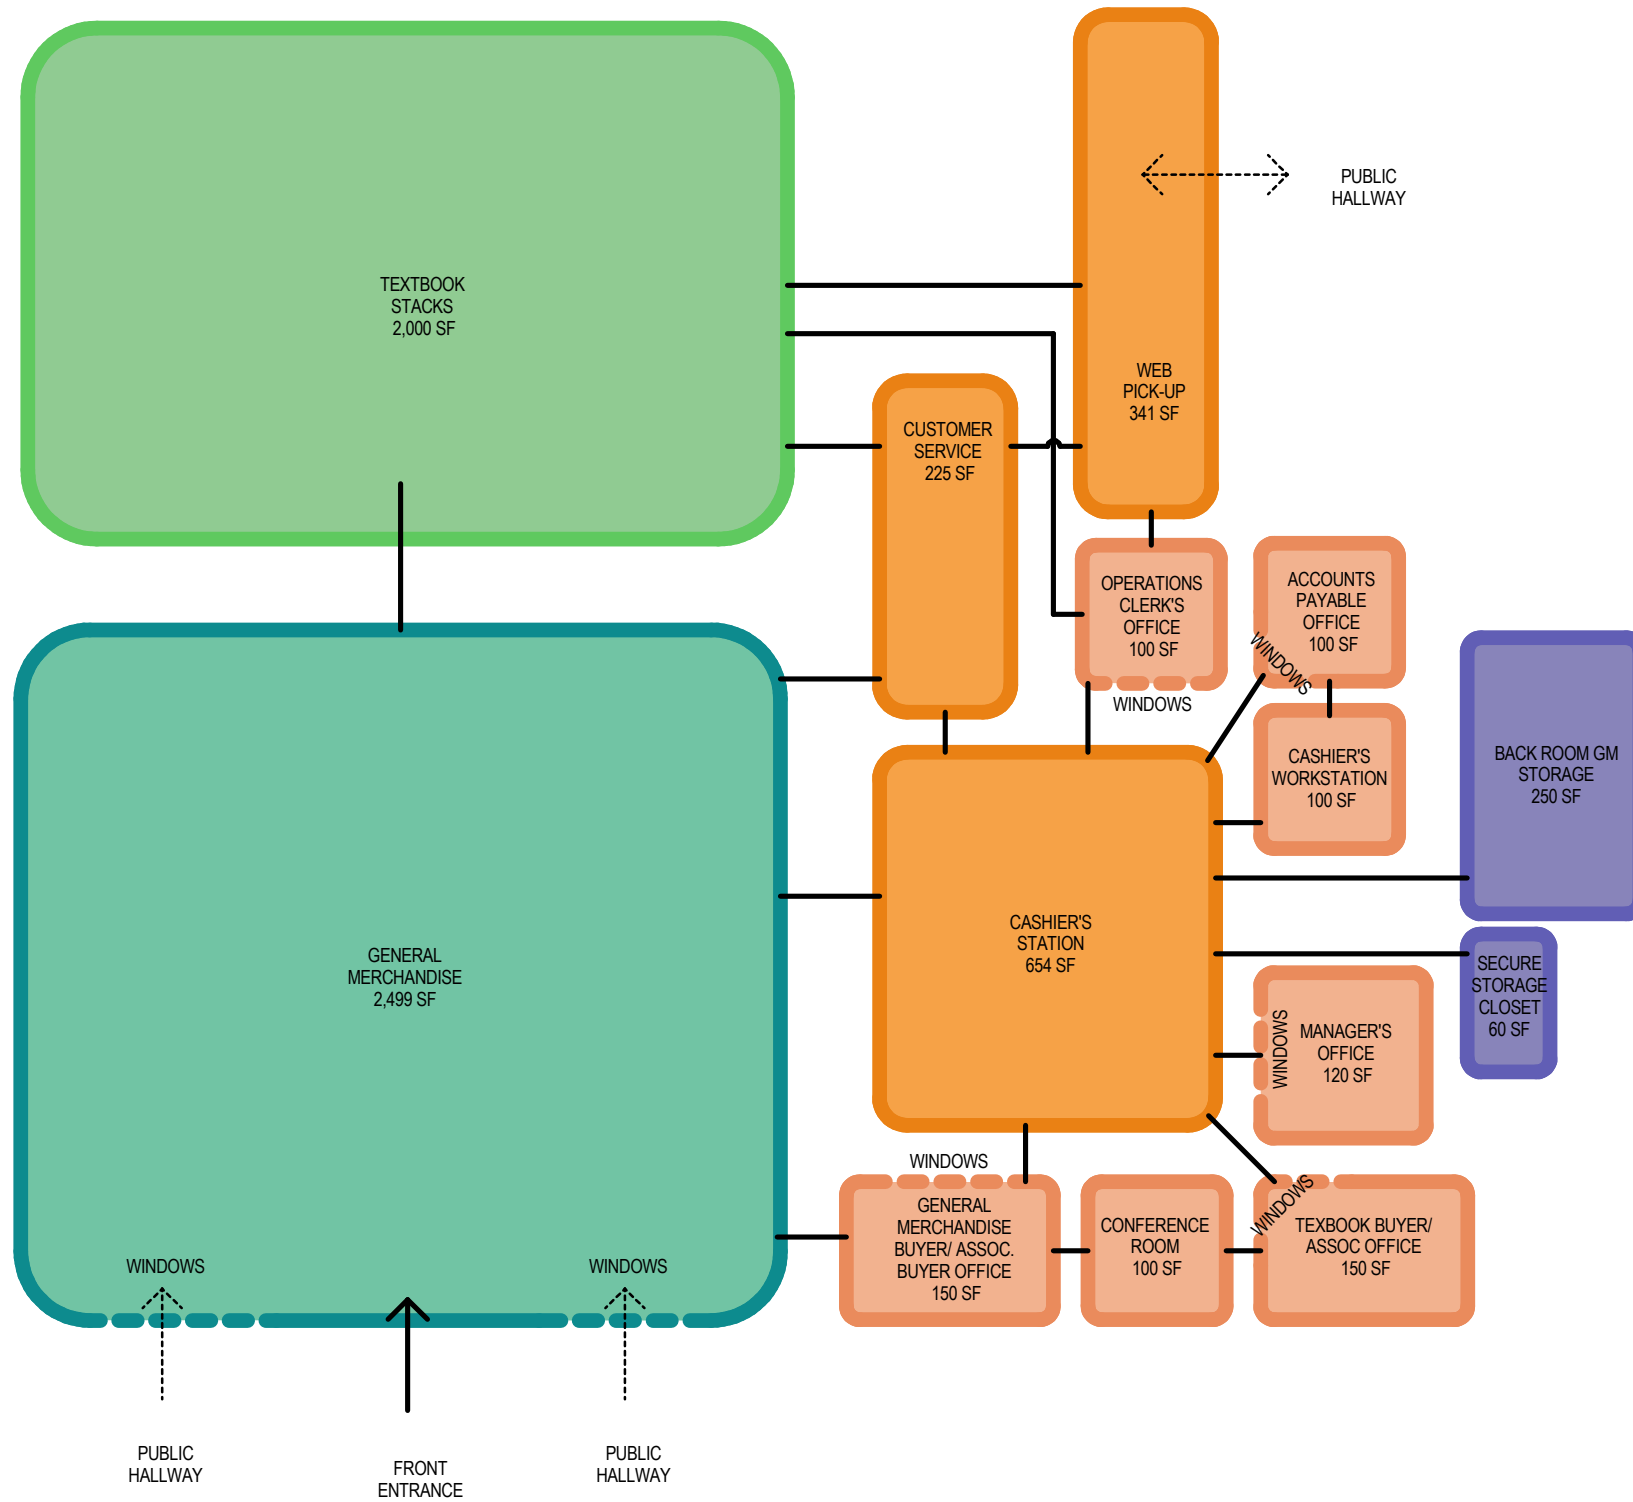 PUBLIC
HALLWAY
TEXTBOOK
STACKS
2,000 SF
WEB
PICK-UP
341 SF
CUSTOMER
SERVICE
225 SF
OPERATIONS
CLERK'S
OFFICE
100 SF
WINDOWS
ACCOUNTS
PAYABLE
OFFICE
100 SF
WINDOWS
CASHIER'S
WORKSTATION
100 SF
BACK ROOM GM
STORAGE
250 SF
GENERAL
MERCHANDISE
2,499 SF
CASHIER'S
STATION
654 SF
SECURE
STORAGE
CLOSET
60 SF
WINDOWS
MANAGER'S
OFFICE
120 SF
WINDOWS
GENERAL
MERCHANDISE
BUYER/ ASSOC.
BUYER OFFICE
150 SF
CONFERENCE
ROOM
100 SF
WINDOWS
TEXBOOK BUYER/
ASSOC OFFICE
150 SF
WINDOWS
WINDOWS
PUBLIC
HALLWAY
FRONT
ENTRANCE
PUBLIC
HALLWAY